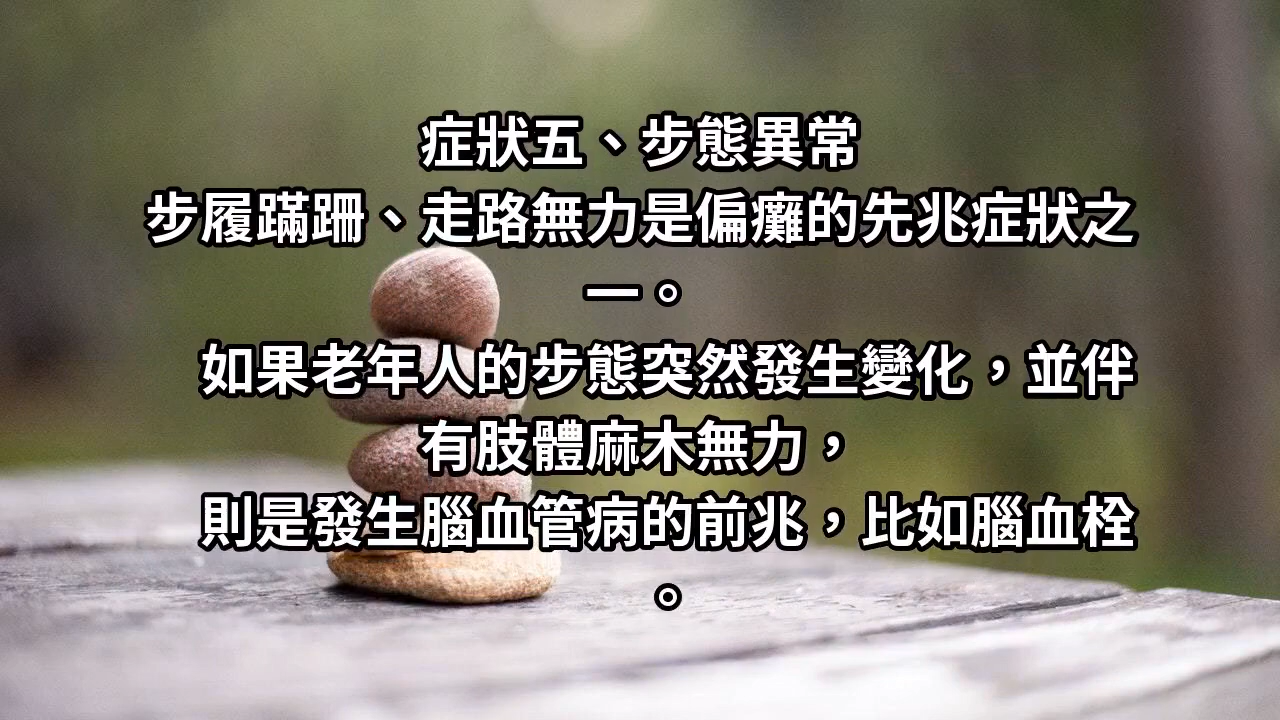 症狀五、步態異常
步履蹣跚、走路無力是偏癱的先兆症狀之
一。
如果老年人的步態突然發生變化，並伴
有肢體麻木無力，
則是發生腦血管病的前兆，比如腦血栓
。